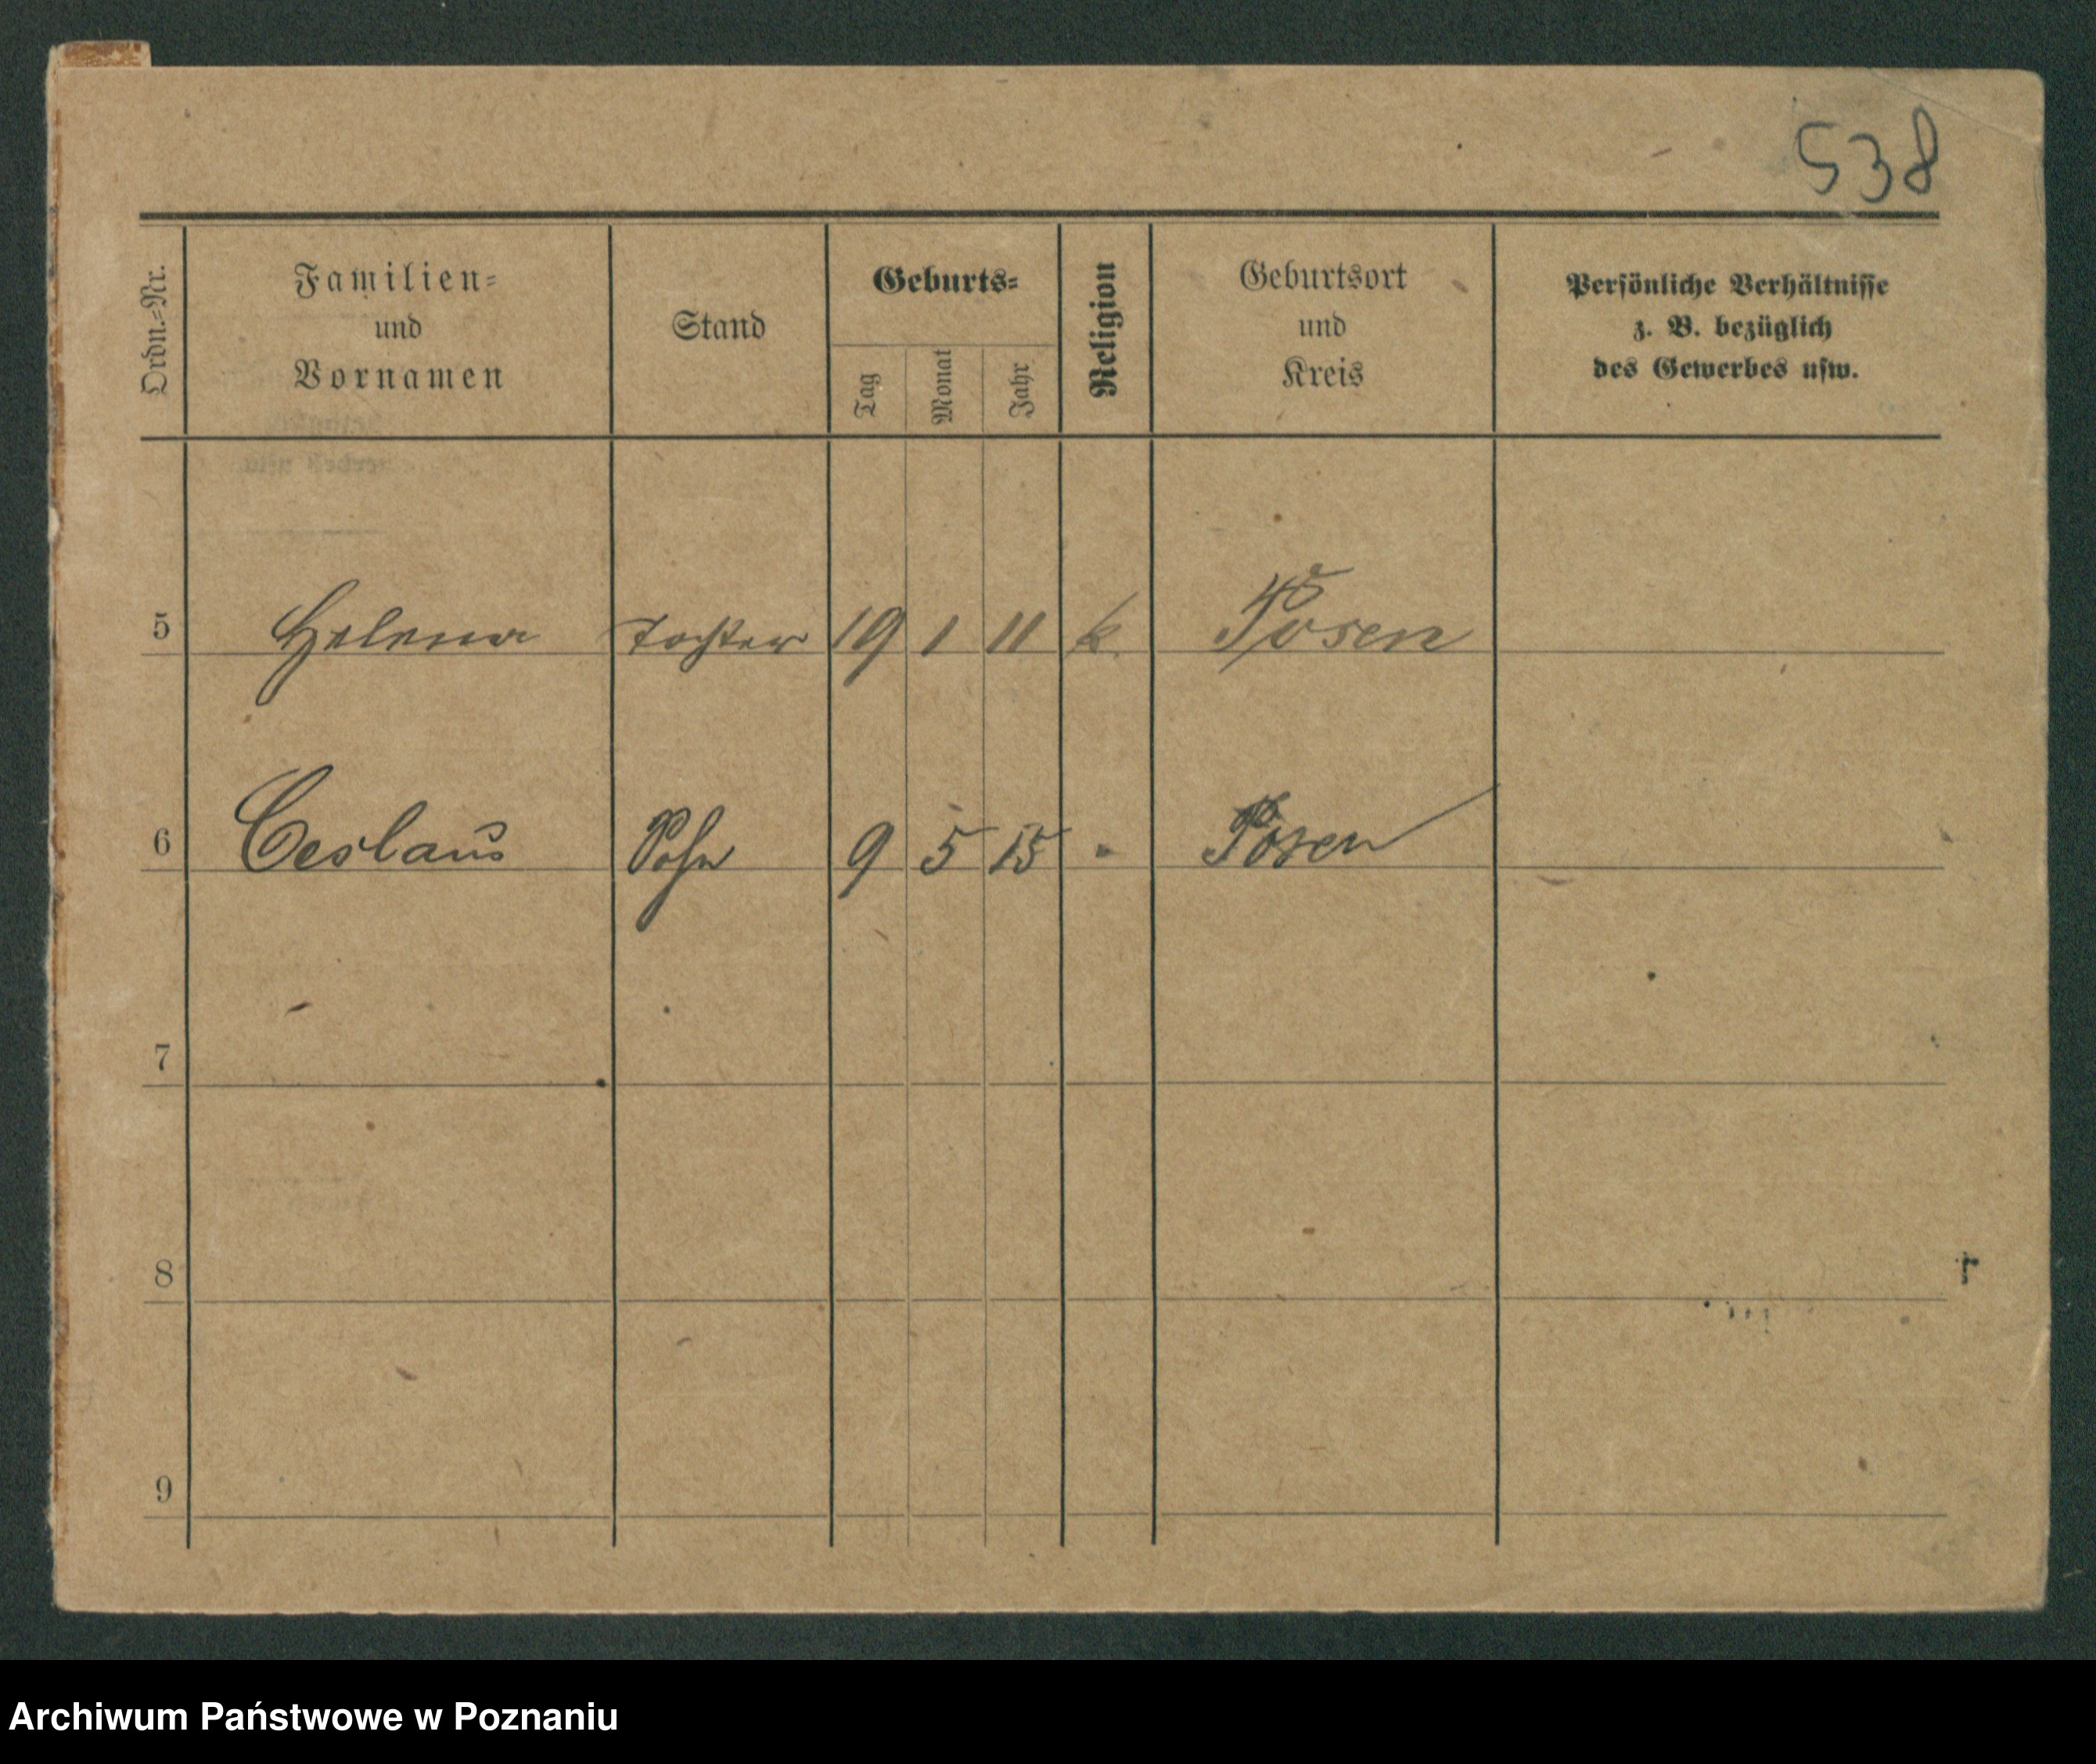 538
Ordn.=Nr.
Familien=
und
Vornamen
Stand
Geburts=
Tag
Monat
Jahr
Religion
Geburtsort
und
Kreis
Persönliche Verhältnisse
z. B. bezüglich
des Gewerbes usw.
5 Helena Tochter 19 1 11 k. Posen
6 Ceslaus Sohn 9 5 15 " Posen
7
8
9
Archiwum Państwowe w Poznaniu